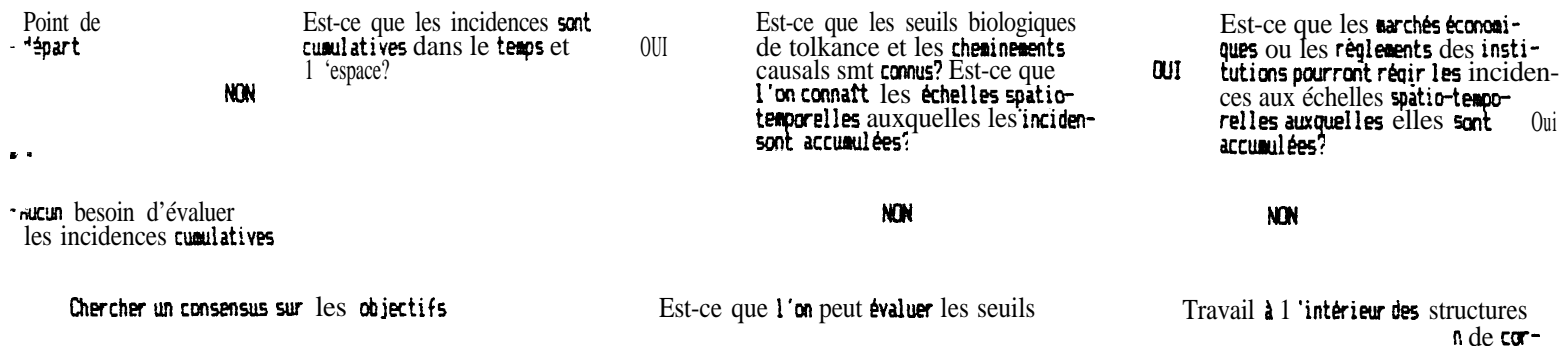 Point de
départ
Est-ce que les incidences sont
cumulatives dans le temps et
l 'espace?
NON
OUI
Est-ce que les seuils biologiques
de tolkance et les cheminements
causals smt connus? Est-ce que
l'on connaît les échelles spatio-
temporelles auxquelles les inciden-
sont accumulées?
NON
OUI
Est-ce que les marchés économi-
ques ou les règlements des insti-
tutions pourront régir les inciden-
ces aux échelles spatio-tempo-
relles auxquelles elles sont
accumulées?
Oui
NON
Aucun besoin d'évaluer
les incidences cumulatives
Chercher un consensus sur les objectifs
Est-ce que l'on peut évaluer les seuils
Travail à l 'intérieur des structures
n de cor-